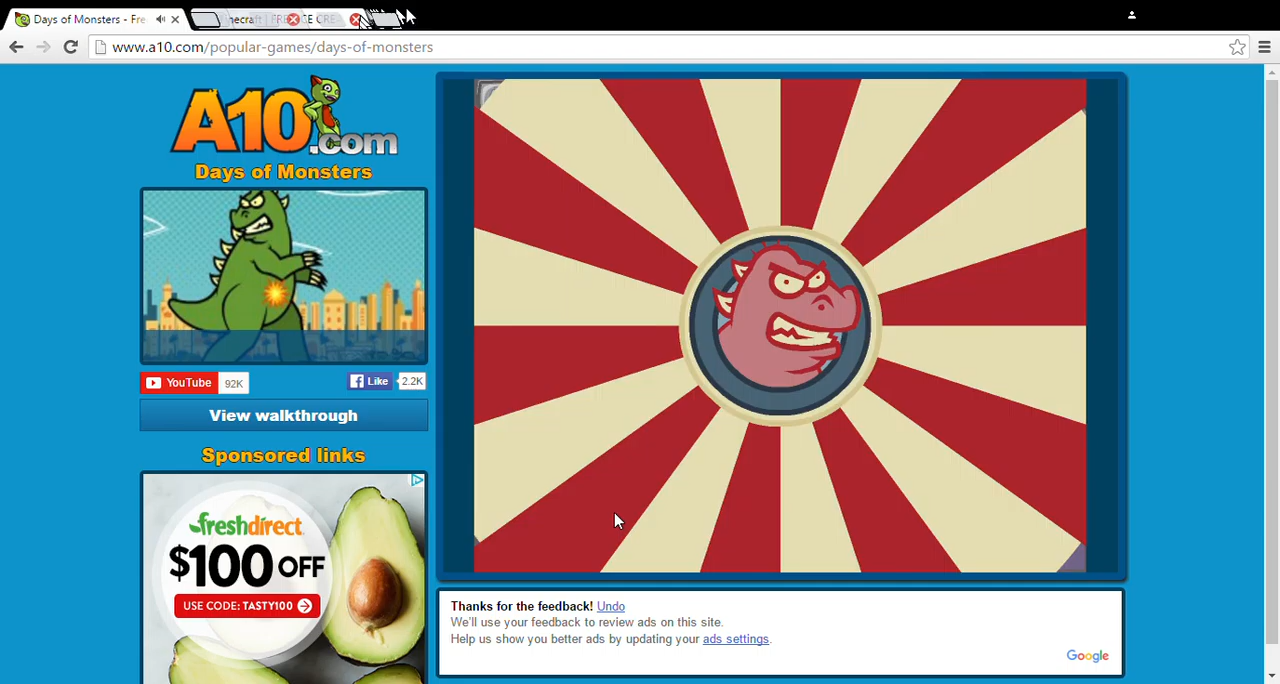 Days of Monsters - Fre
www.a10.com/popular-games/days-of-monsters
A10.com
Days of Monsters
YouTube 92K
Like 2.2K
View walkthrough
Sponsored links
freshdirect.
$100 OFF
USE CODE: TASTY100
Thanks for the feedback! Undo
We'll use your feedback to review ads on this site.
Help us show you better ads by updating your ads settings.
Google